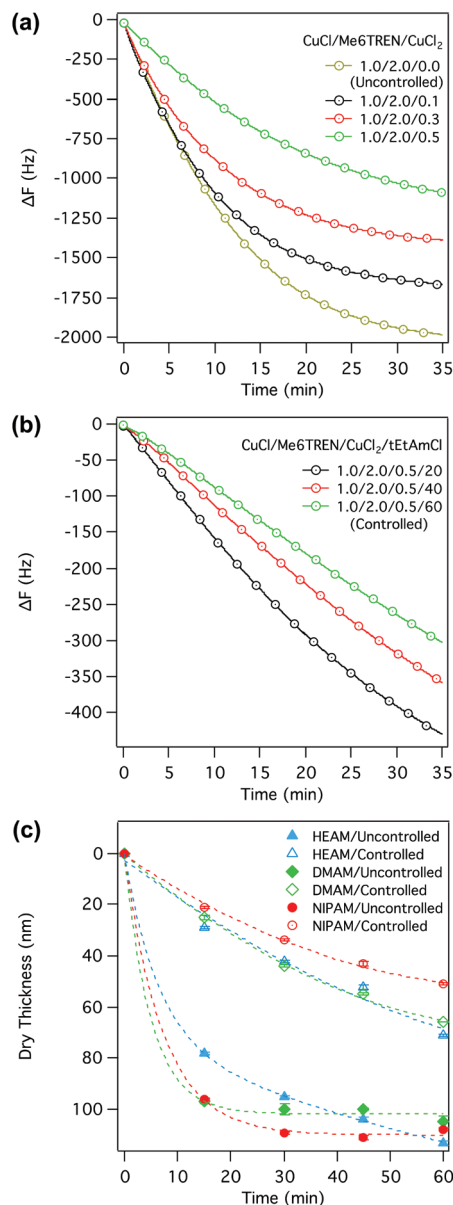 (a)
CuCl/Me6TREN/CuCl2
1.0/2.0/0.0
(Uncontrolled)
1.0/2.0/0.1
1.0/2.0/0.3
1.0/2.0/0.5
0
-250
-500
-750
-1000
-1250
-1500
-1750
-2000
ΔF (Hz)
0 5 10 15 20 25 30 35
Time (min)
(b)
CuCl/Me6TREN/CuCl2/tEtAmCl
1.0/2.0/0.5/20
1.0/2.0/0.5/40
1.0/2.0/0.5/60
(Controlled)
0
-50
-100
-150
-200
-250
-300
-350
-400
ΔF (Hz)
0 5 10 15 20 25 30 35
Time (min)
(c)
HEAM/Uncontrolled
HEAM/Controlled
DMAM/Uncontrolled
DMAM/Controlled
NIPAM/Uncontrolled
NIPAM/Controlled
0
20
40
60
80
100
Dry Thickness (nm)
0 10 20 30 40 50 60
Time (min)